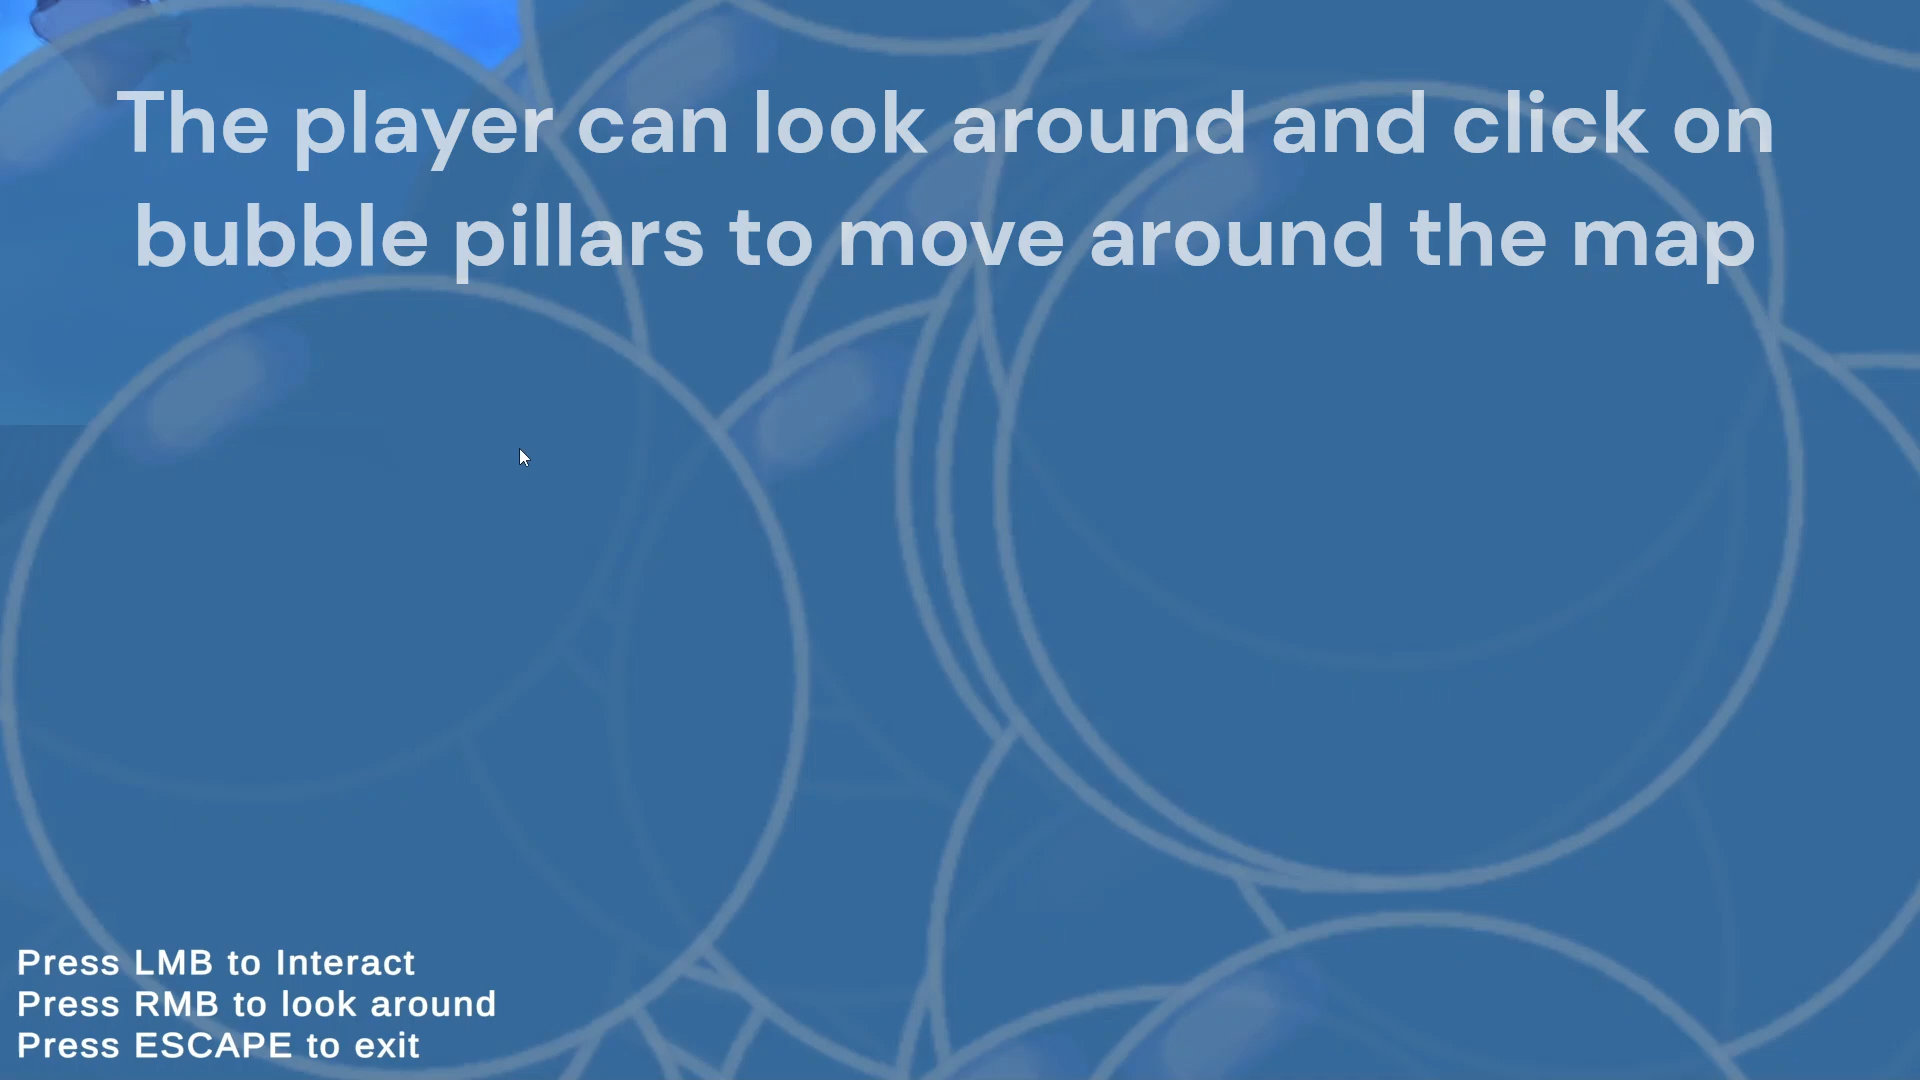 The player can look around and click on
bubble pillars to move around the map
Press LMB to Interact
Press RMB to look around
Press ESCAPE to exit